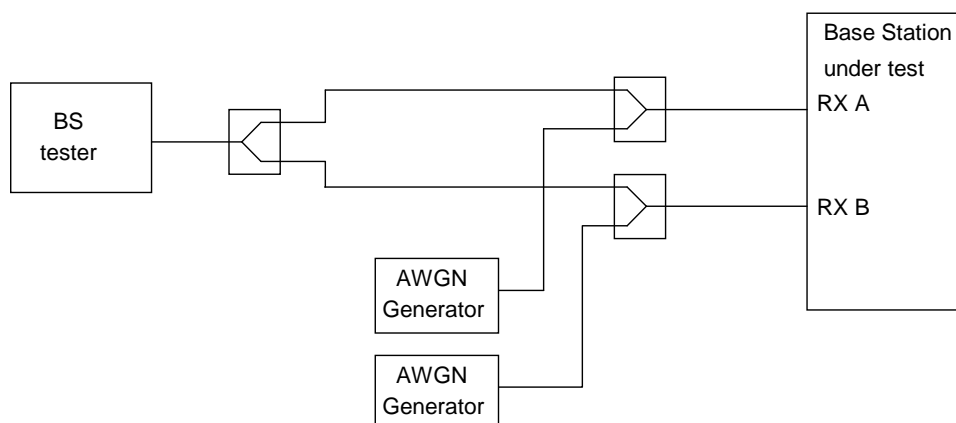 BS
tester
Base Station
under test
RX A
RX B
AWGN
Generator
AWGN
Generator